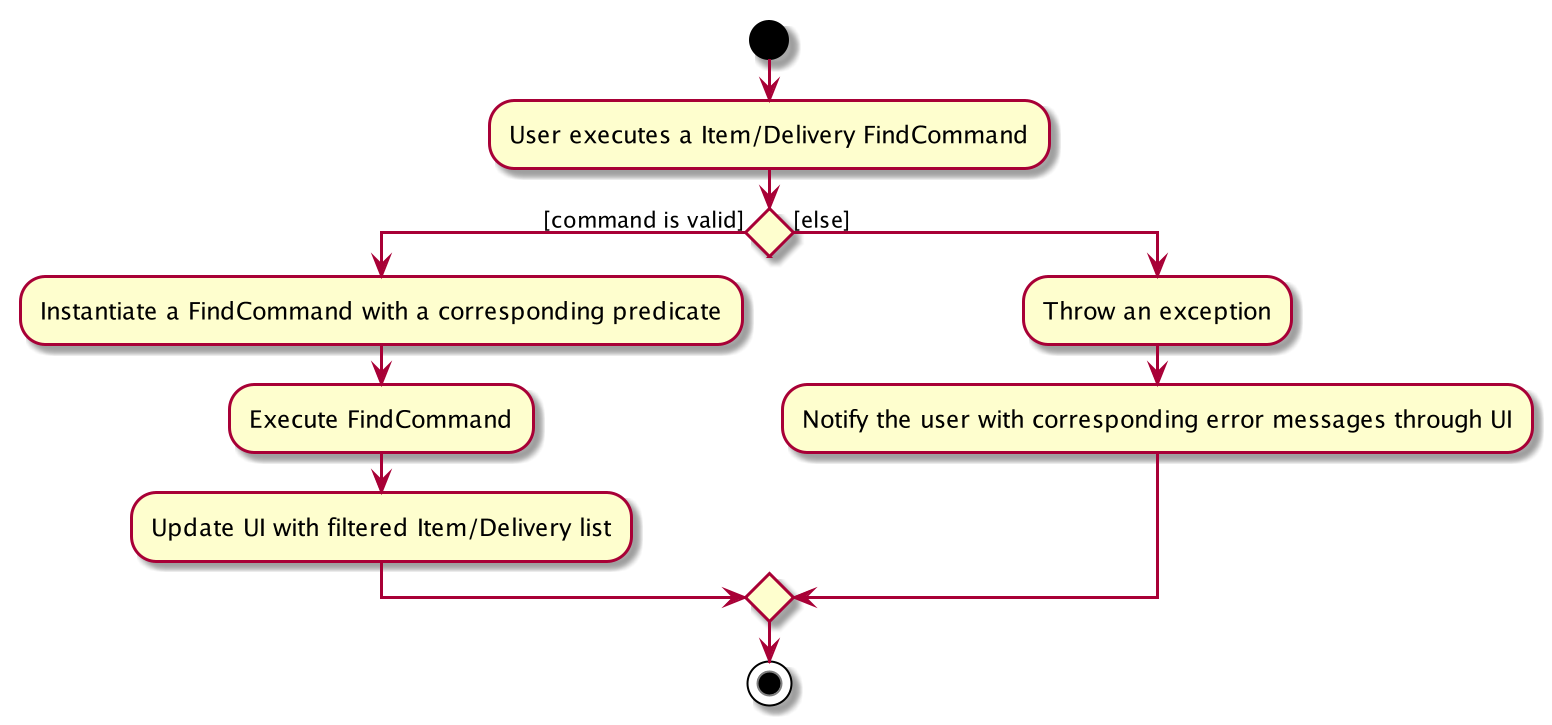 User executes a Item/Delivery FindCommand
[command is valid]
[else]
Instantiate a FindCommand with a corresponding predicate
Throw an exception
Execute FindCommand
Notify the user with corresponding error messages through UI
Update UI with filtered Item/Delivery list